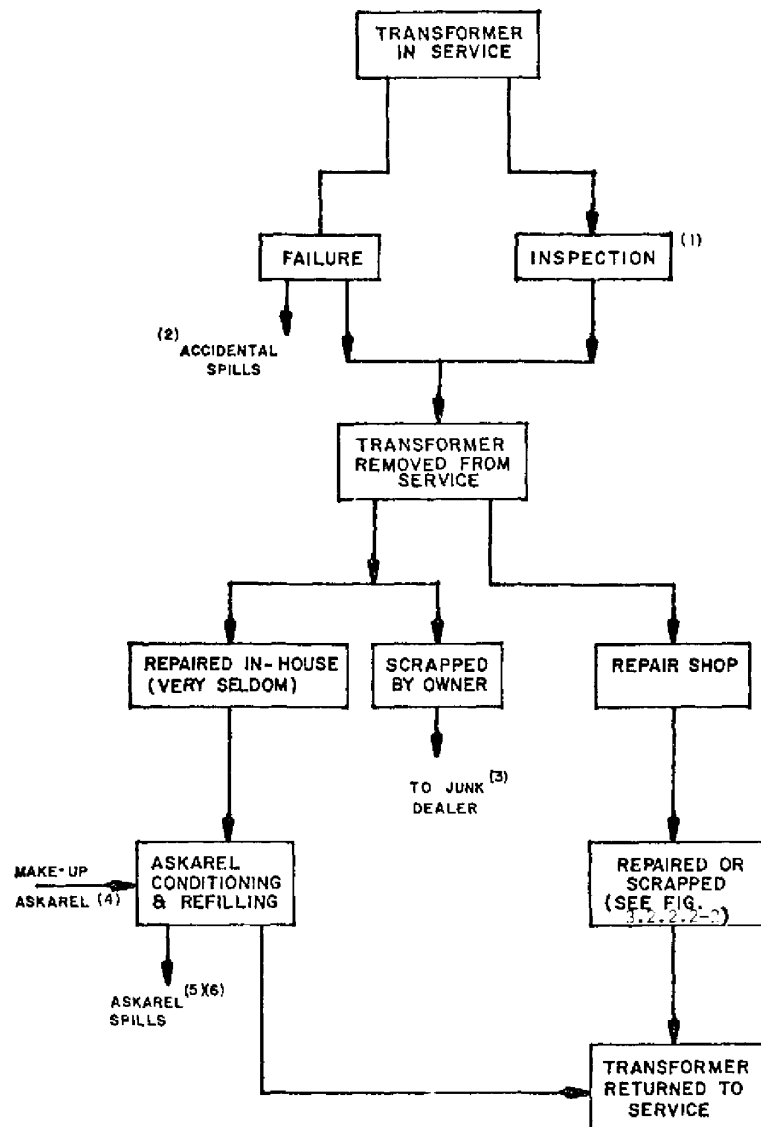 TRANSFORMER
IN SERVICE
FAILURE
INSPECTION (1)
(2) ACCIDENTAL
SPILLS
TRANSFORMER
REMOVED FROM
SERVICE
REPAIRED IN-HOUSE
(VERY SELDOM)
SCRAPPED
BY OWNER
REPAIR SHOP
TO JUNK (3)
DEALER
MAKE-UP
ASKAREL (4)
ASKAREL
CONDITIONING
& REFILLING
REPAIRED OR
SCRAPPED
(SEE FIG.
ASKAREL (5)(6)
SPILLS
TRANSFORMER
RETURNED TO
SERVICE